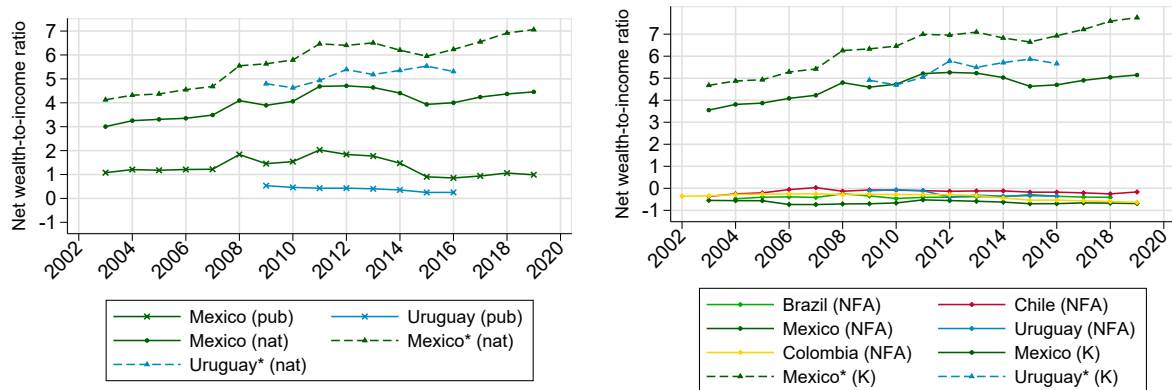 Net wealth-to-income ratio
7
6
5
4
3
2
1
0
-1
2002
2004
2006
2008
2010
2012
2014
2016
2018
2020
Mexico (pub)
Uruguay (pub)
Mexico (nat)
Mexico* (nat)
Uruguay* (nat)
Net wealth-to-income ratio
7
6
5
4
3
2
1
0
-1
2002
2004
2006
2008
2010
2012
2014
2016
2018
2020
Brazil (NFA)
Chile (NFA)
Mexico (NFA)
Uruguay (NFA)
Colombia (NFA)
Mexico (K)
Mexico* (K)
Uruguay* (K)